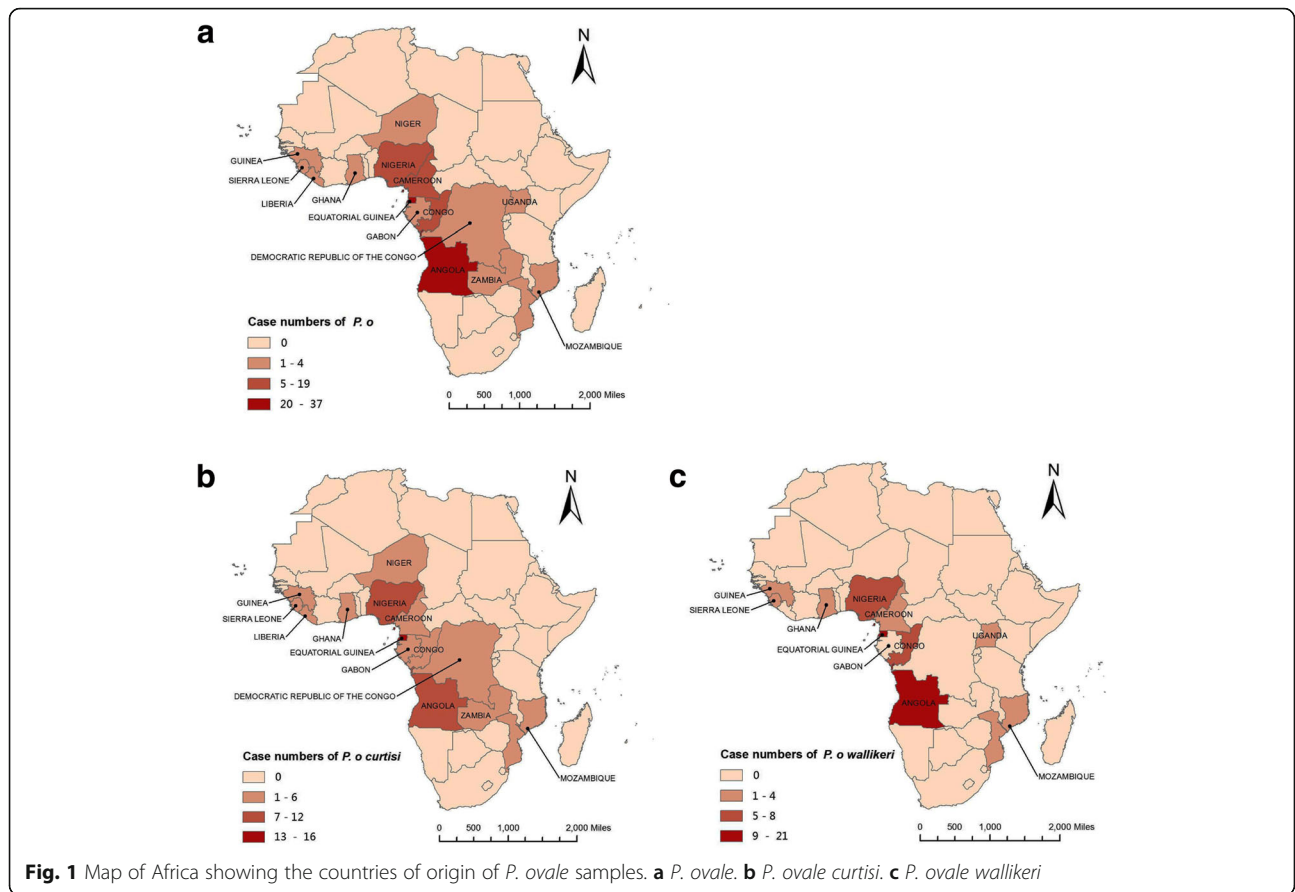 a
N
NIGER
GUINEA
NIGERIA
SIERRA LEONE
CAMEROON
LIBERIA
GHANA
UGANDA
EQUATORIAL GUINEA
CONGO
GABON
DEMOCRATIC REPUBLIC OF THE CONGO
ANGOLA
ZAMBIA
MOZAMBIQUE
Case numbers of P. o
0
1 - 4
5 - 19
20 - 37
0 500 1,000 2,000 Miles
b
N
NIGER
GUINEA
NIGERIA
SIERRA LEONE
CAMEROON
LIBERIA
GHANA
EQUATORIAL GUINEA
CONGO
GABON
DEMOCRATIC REPUBLIC OF THE CONGO
ANGOLA
ZAMBIA
MOZAMBIQUE
Case numbers of P. o curtisi
0
1 - 6
7 - 12
13 - 16
0 500 1,000 2,000 Miles
c
N
GUINEA
NIGERIA
SIERRA LEONE
CAMEROON
GHANA
UGANDA
EQUATORIAL GUINEA
CONGO
GABON
ANGOLA
MOZAMBIQUE
Case numbers of P. o wallikeri
0
1 - 4
5 - 8
9 - 21
0 500 1,000 2,000 Miles
Fig. 1 Map of Africa showing the countries of origin of P. ovale samples. a P. ovale. b P. ovale curtisi. c P. ovale wallikeri